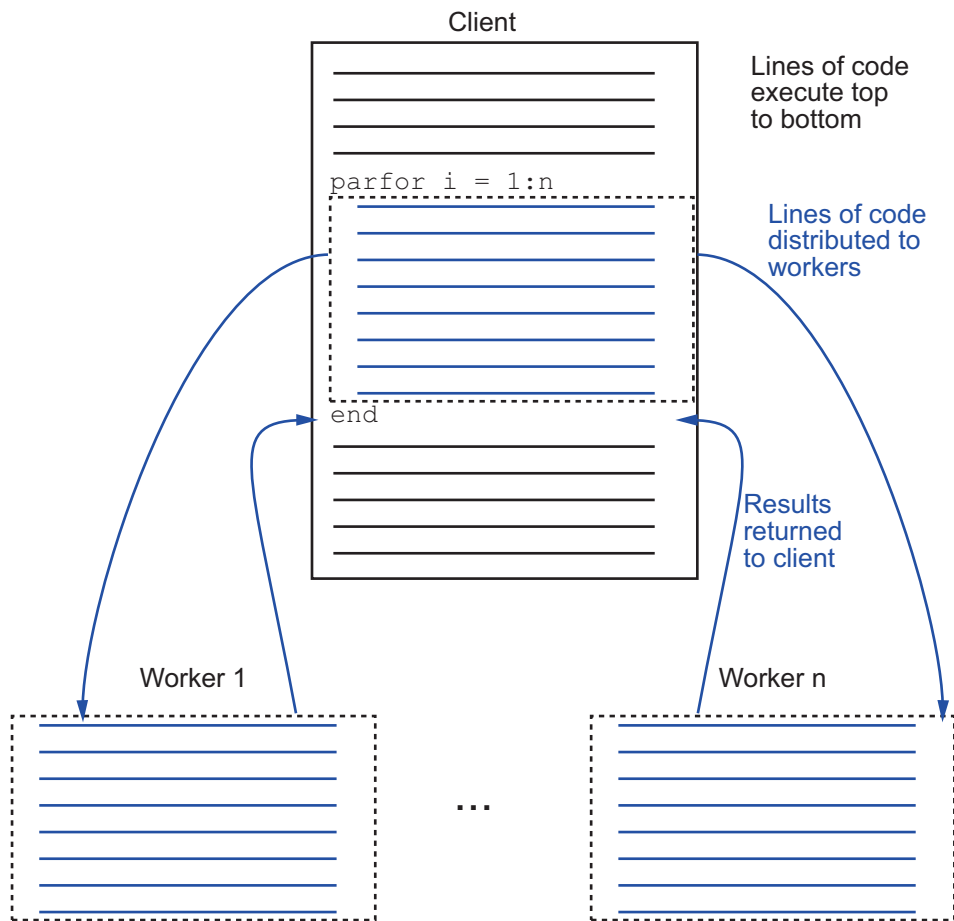 Client
Lines of code
execute top
to bottom
parfor i = 1:n
Lines of code
distributed to
workers
end
Results
returned
to client
Worker 1
Worker n
...